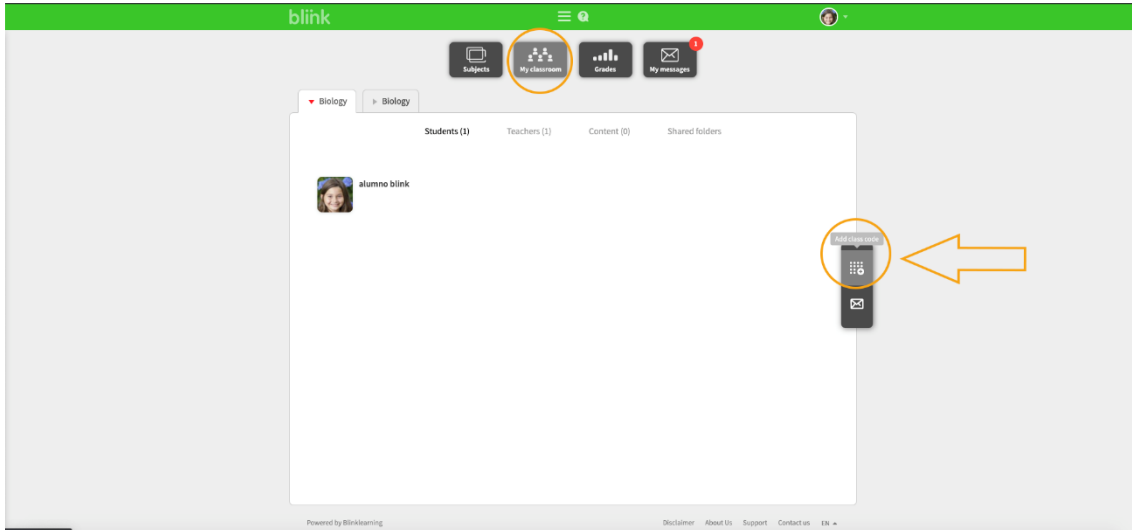 blink
Subjects
My classroom
Grades
My messages
1
Biology
Biology
Students (1)
Teachers (1)
Content (0)
Shared folders
alumno blink
Add class code
Powered by Blinklearning
Disclaimer About Us Support Contact us EN